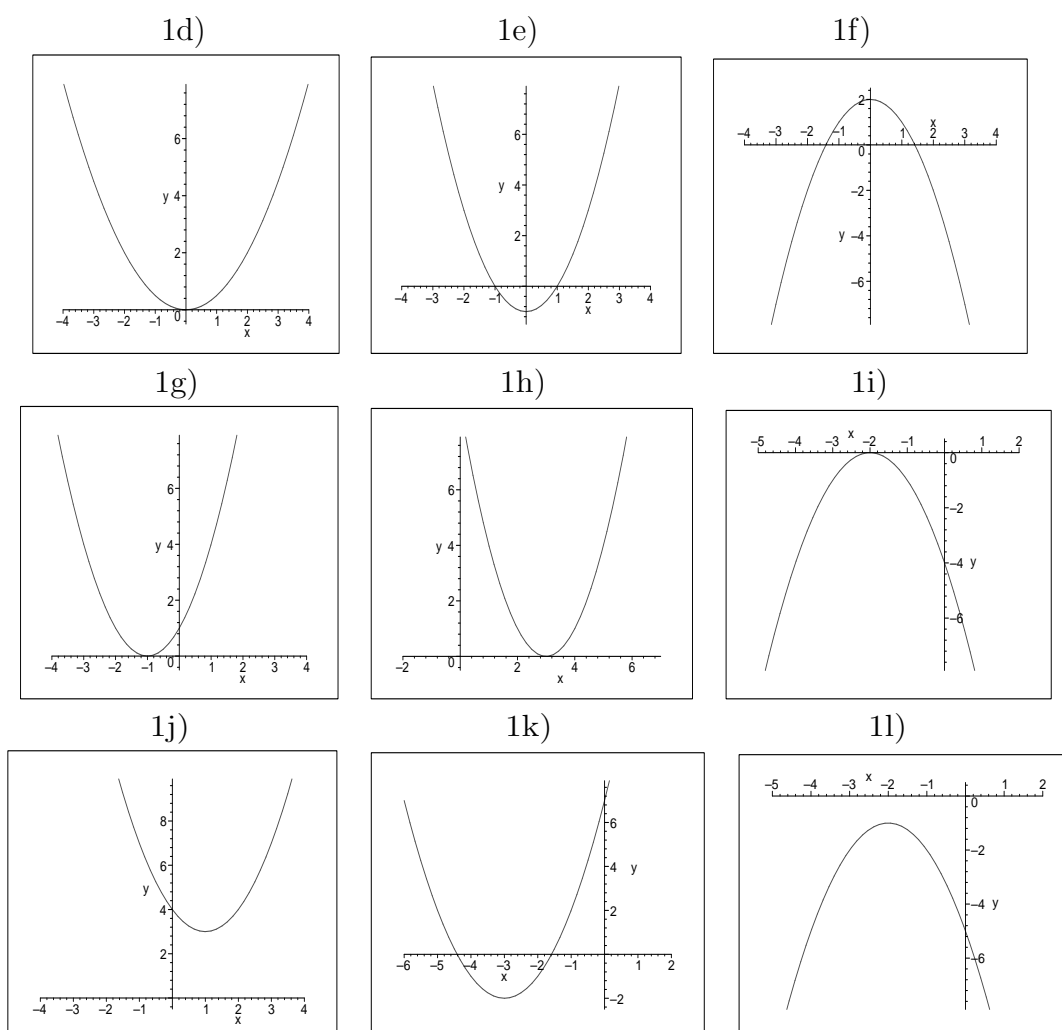 1d) 1e) 1f)
6
y 4
2
0
−4 −3 −2 −1 1 2 3 4
x
6
y 4
2
−4 −3 −2 −1 1 2 3 4
x
2
x
−4 −3 −2 −1 1 2 3 4
0
−2
y −4
−6
1g) 1h) 1i)
6
y 4
2
0
−4 −3 −2 −1 1 2 3 4
x
6
y 4
2
0
−2 2 4 6
x
x
−5 −4 −3 −2 −1 1 2
0
−2
−4 y
−6
1j) 1k) 1l)
8
6
y
4
2
−4 −3 −2 −1 0 1 2 3 4
x
6
4 y
2
−6 −5 −4 −3 −2 −1 0 1 2
x
−2
x
−5 −4 −3 −2 −1 1 2
0
−2
−4 y
−6